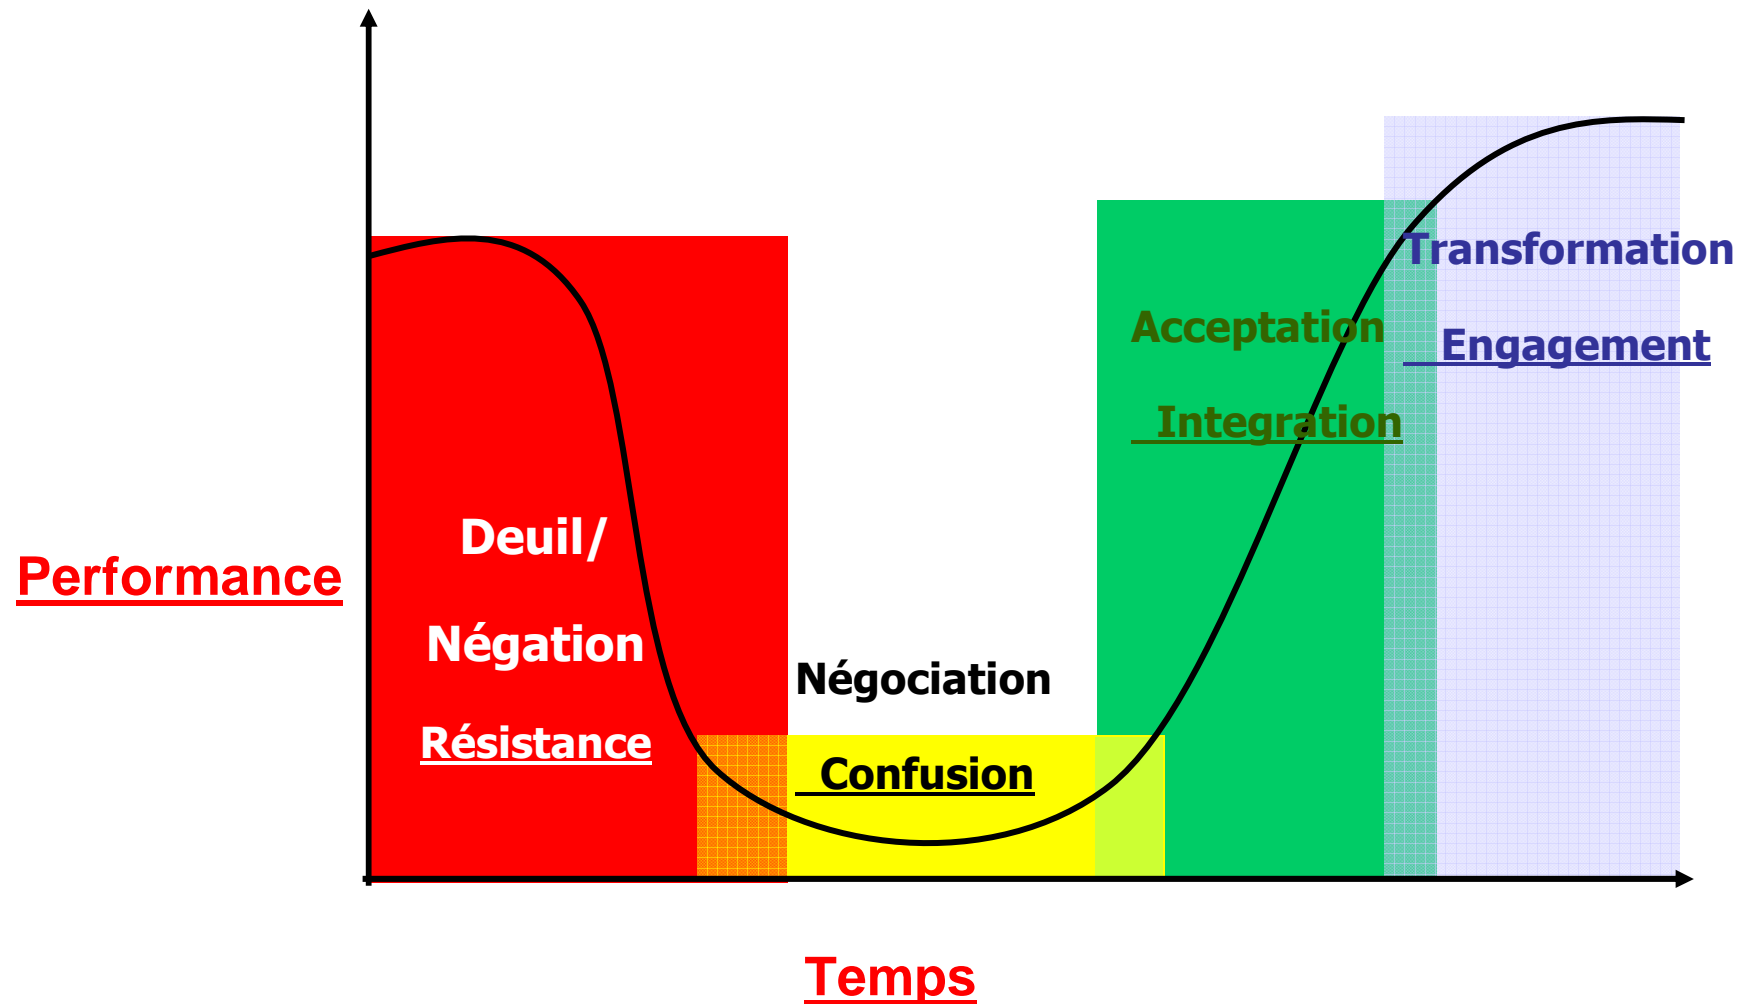 Transformation
Acceptation
Engagement
Integration
Deuil/
Performance
Négation
Négociation
Résistance
Confusion
Temps